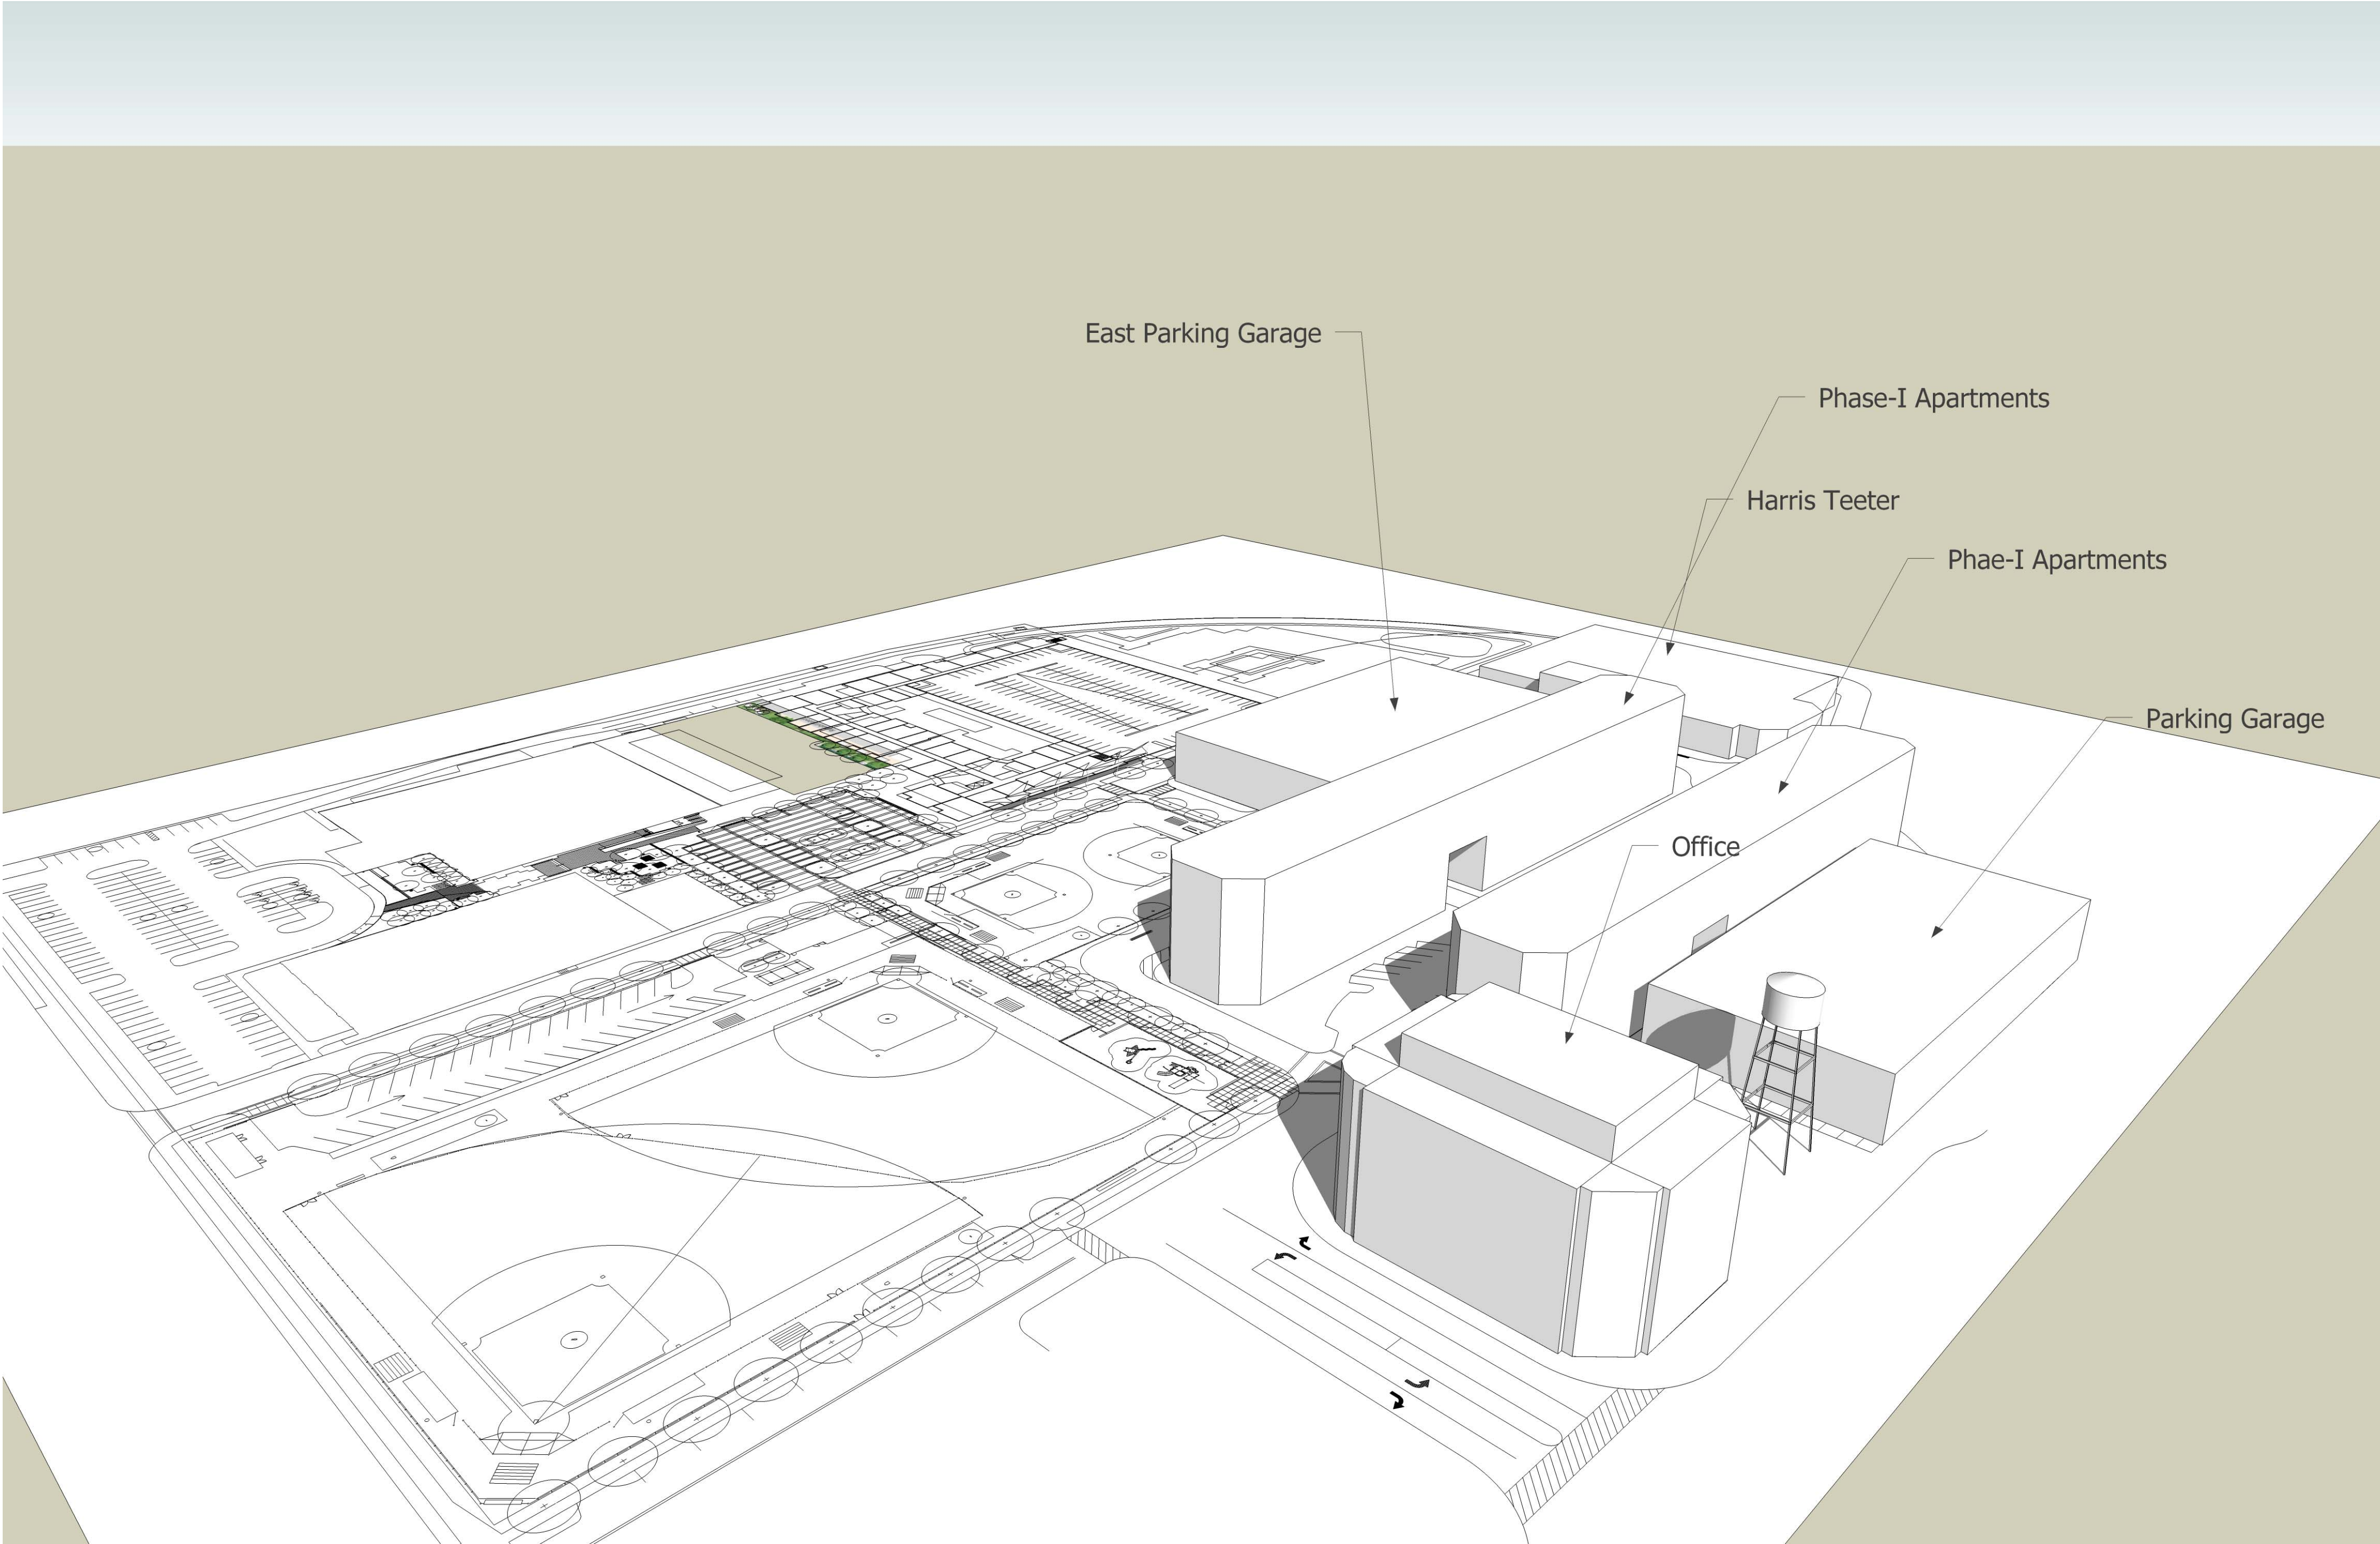 East Parking Garage
Phase-I Apartments
Harris Teeter
Phae-I Apartments
Parking Garage
Office